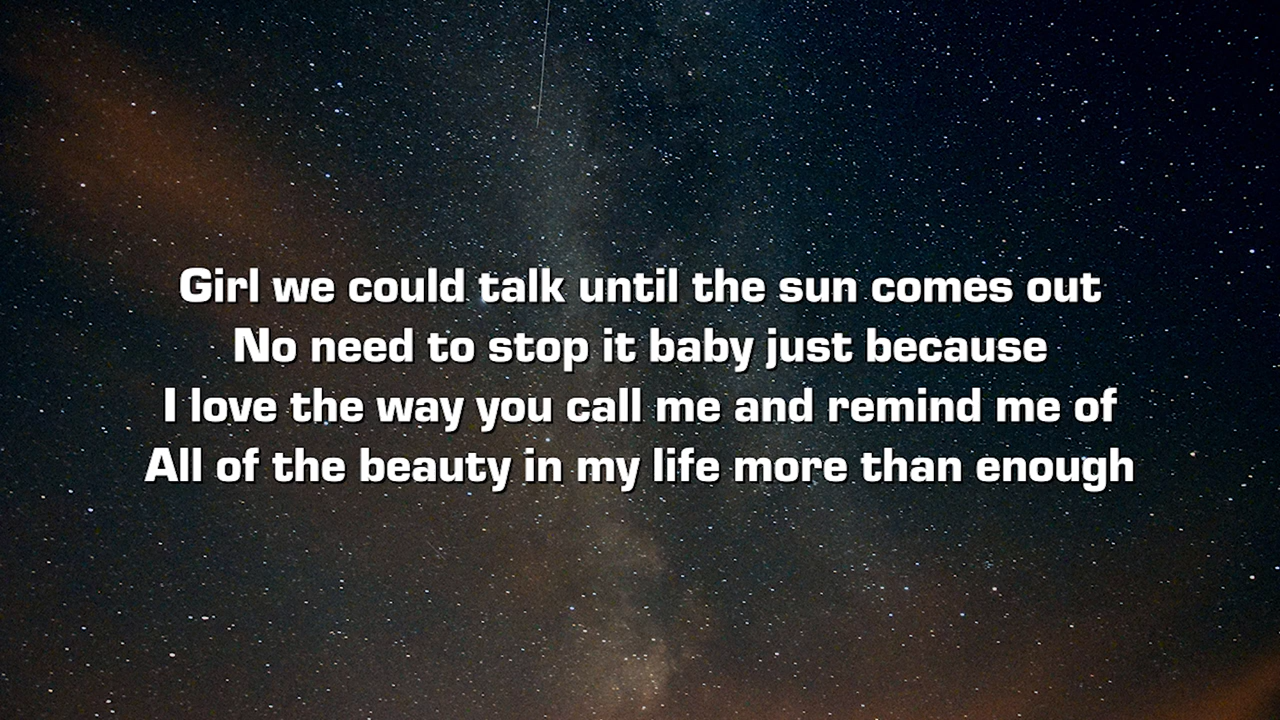 Girl we could talk until the sun comes out
No need to stop it baby just because
I love the way you call me and remind me of
All of the beauty in my life more than enough